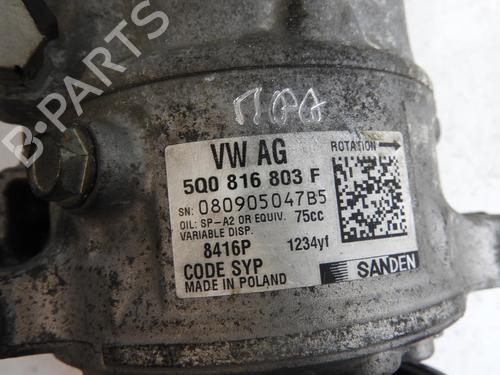 ПРА
VW AG
ROTATION
5Q0 816 803 F
SN: 080905047B5
OIL: SP-A2 OR EQUIV. 75cc
VARIABLE DISP.
8416P 1234yf
CODE SYP
MADE IN POLAND
SANDEN
B-PARTS